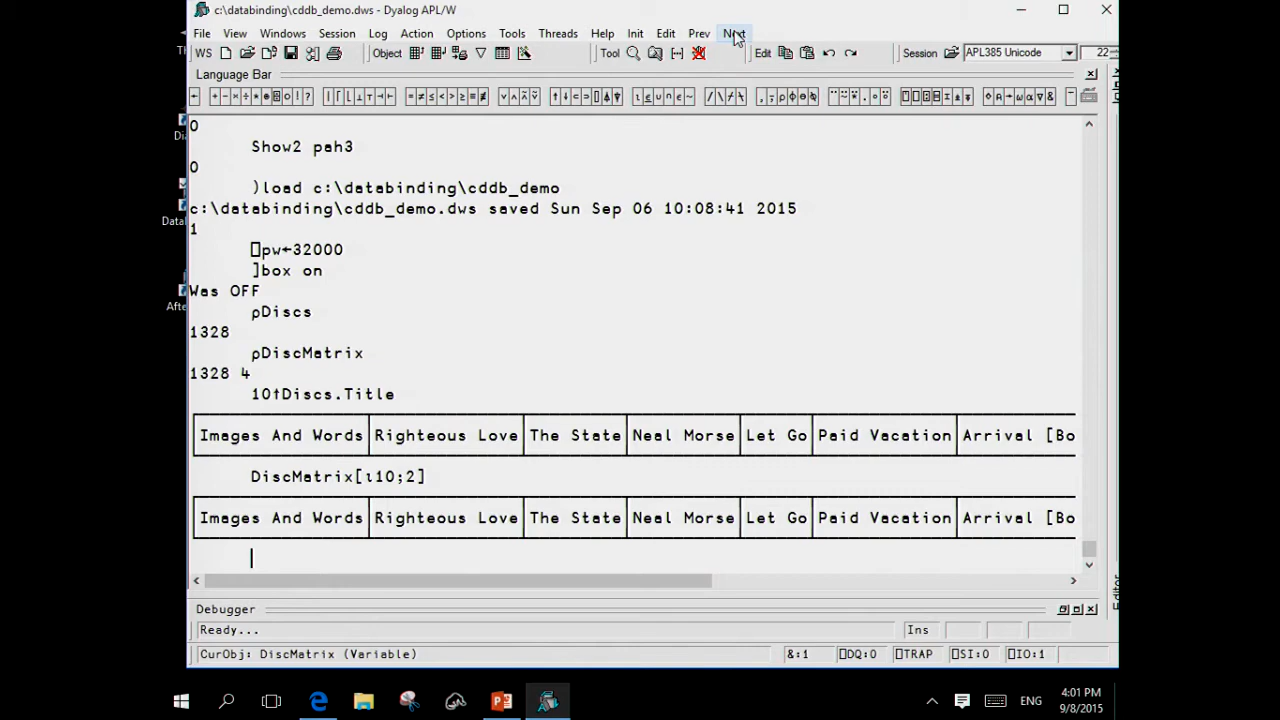 c:\databinding\cddb_demo.dws - Dyalog APL/W
File View Windows Session Log Action Options Tools Threads Help Init Edit Prev Next
WS Object Tool Edit Session APL385 Unicode 22
Language Bar
0
Show2 pah3
0
)load c:\databinding\cddb_demo
c:\databinding\cddb_demo.dws saved Sun Sep 06 10:08:41 2015
1
⎕pw←32000
]box on
Was OFF
⍴Discs
1328
⍴DiscMatrix
1328 4
10↑Discs.Title
Images And Words Righteous Love The State Neal Morse Let Go Paid Vacation Arrival [Bo
DiscMatrix[⍳10;2]
Images And Words Righteous Love The State Neal Morse Let Go Paid Vacation Arrival [Bo
Editor
Debugger
Ready... Ins
CurObj: DiscMatrix (Variable) &:1 ⎕DQ:0 ⎕TRAP ⎕SI:0 ⎕IO:1
ENG
4:01 PM
9/8/2015